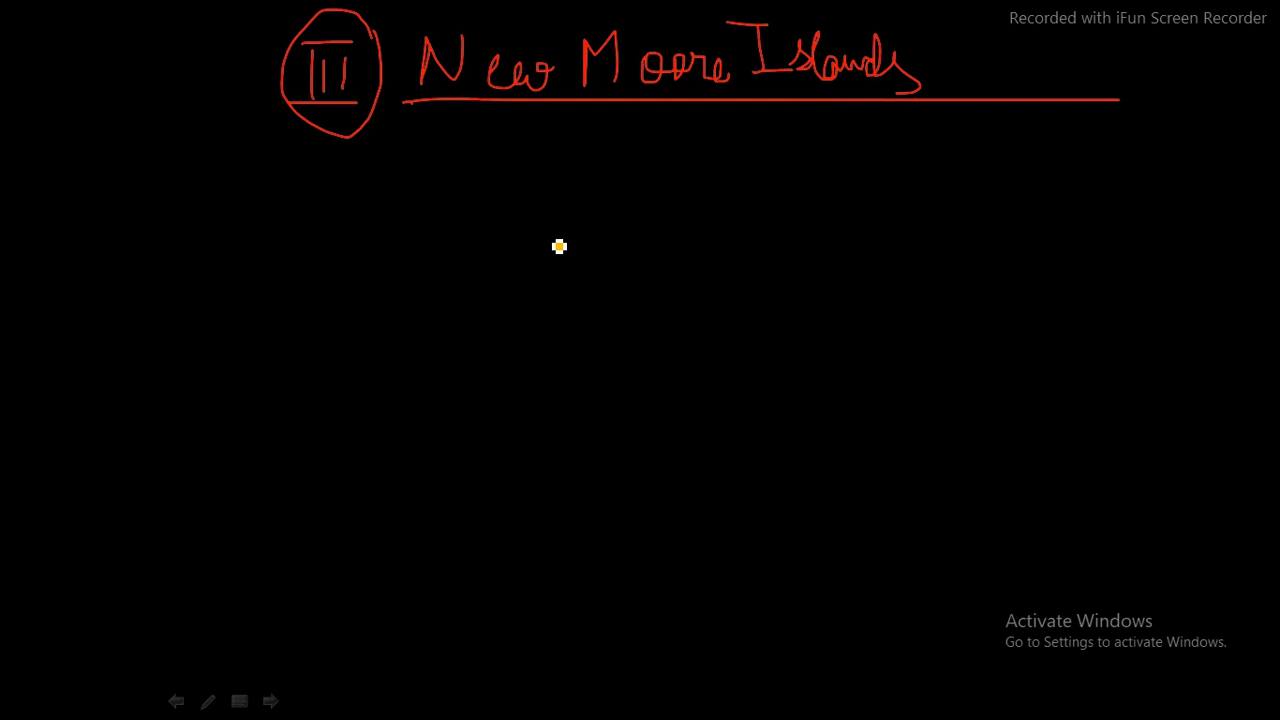 Recorded with iFun Screen Recorder
III New Moore Islands
Activate Windows
Go to Settings to activate Windows.